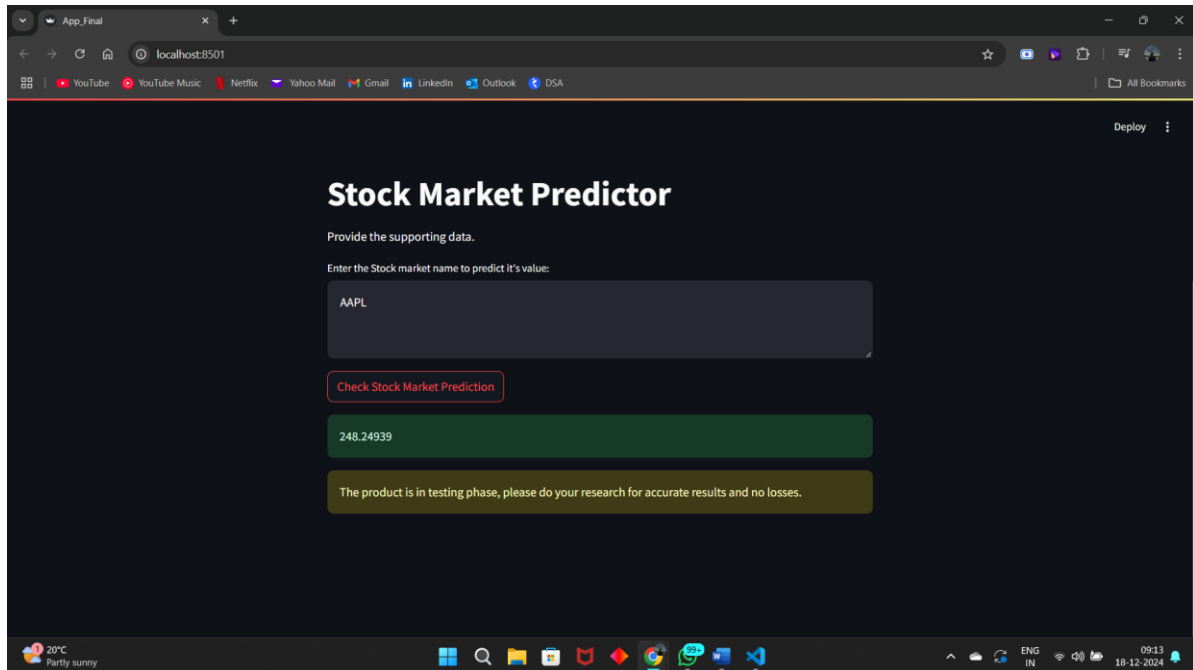 App_Final
localhost:8501
YouTube YouTube Music Netflix Yahoo Mail Gmail LinkedIn Outlook DSA All Bookmarks
Deploy
Stock Market Predictor
Provide the supporting data.
Enter the Stock market name to predict it's value:
AAPL
Check Stock Market Prediction
248.24939
The product is in testing phase, please do your research for accurate results and no losses.
1 20°C
Partly sunny
99+
ENG
IN
09:13
18-12-2024